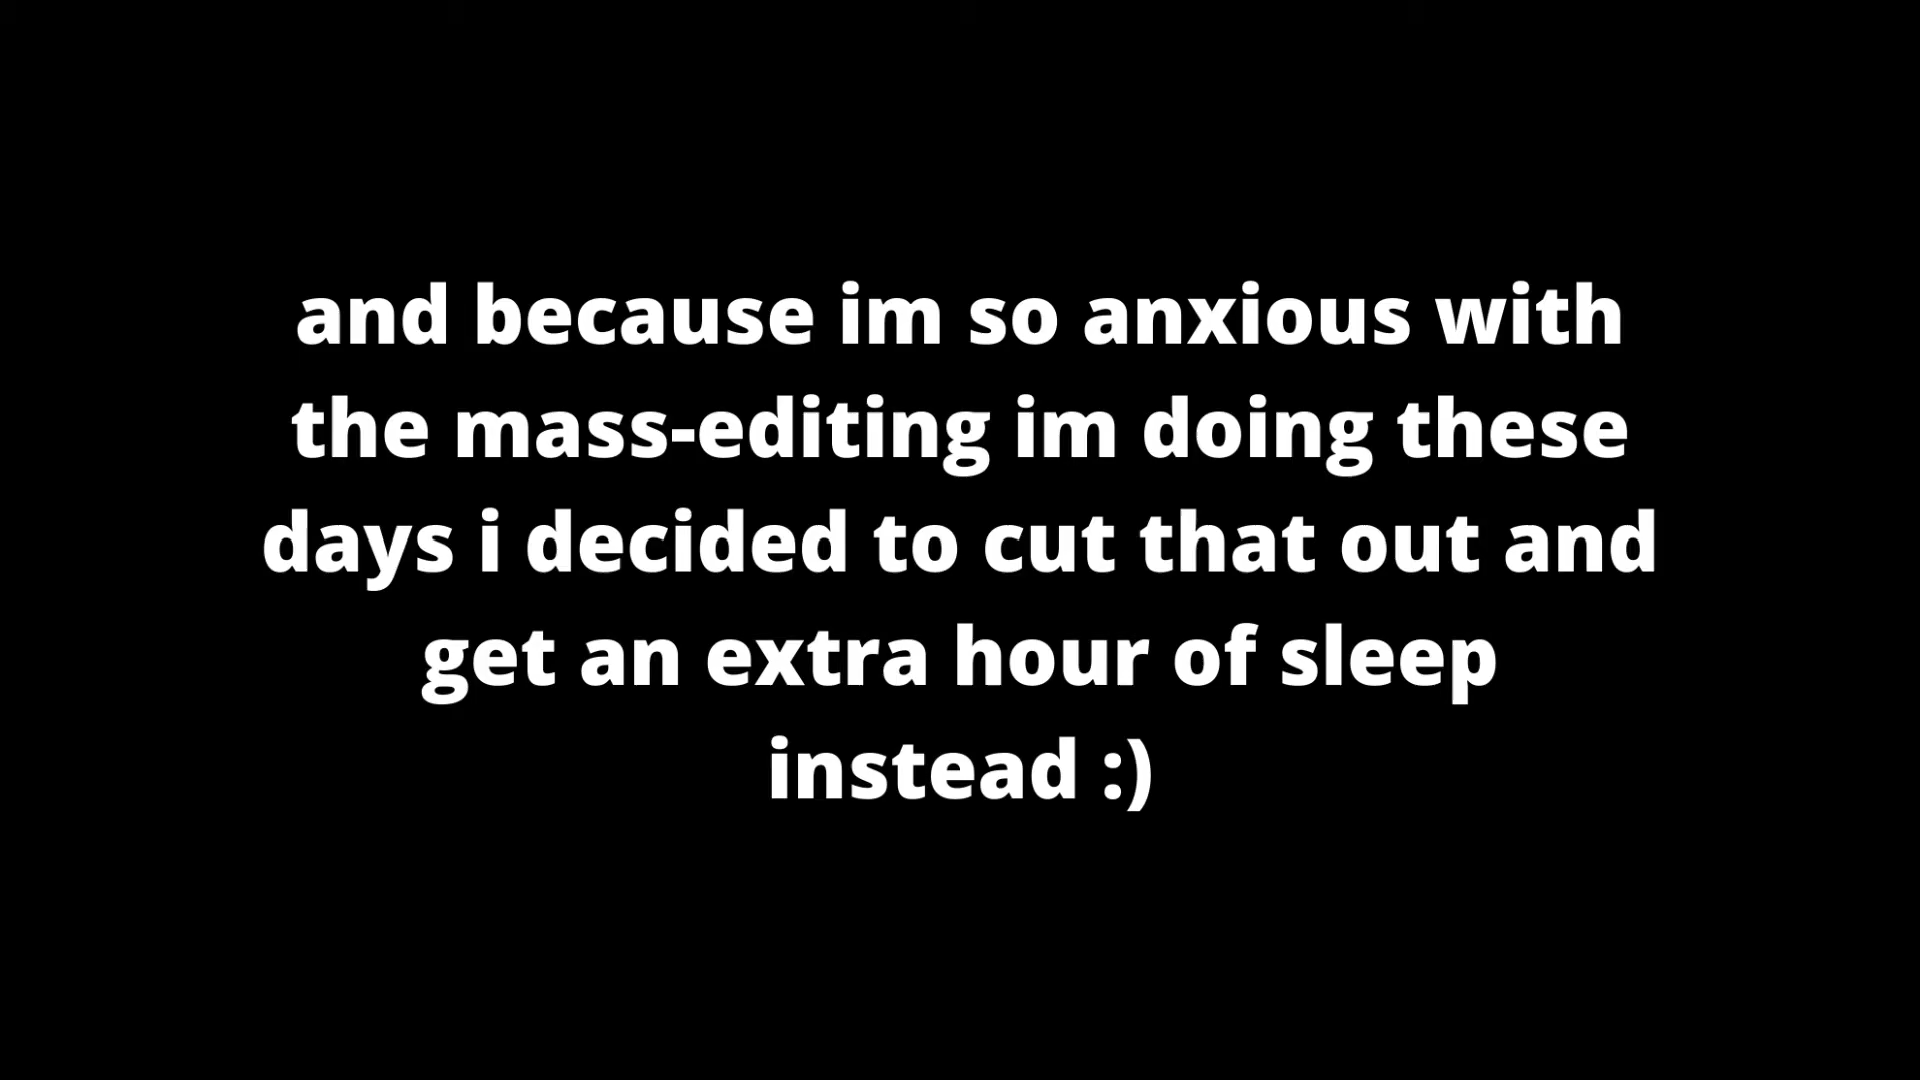 and because im so anxious with
the mass-editing im doing these
days i decided to cut that out and
get an extra hour of sleep
instead :)